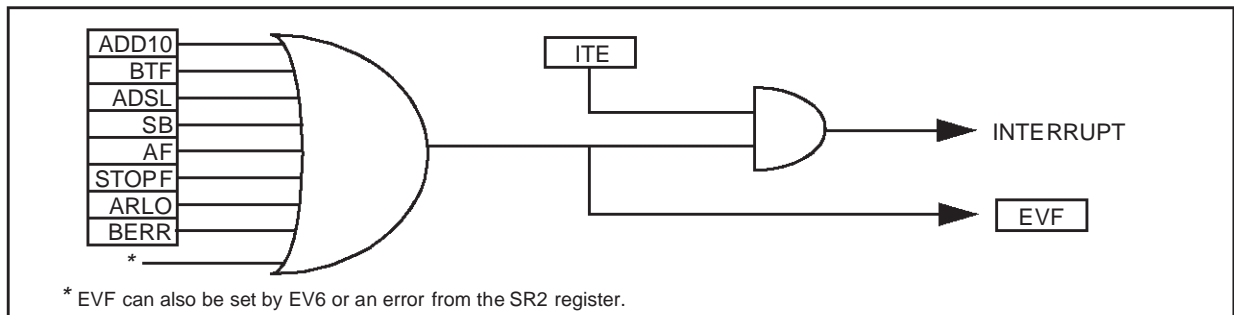 ADD10
BTF
ADSL
SB
AF
STOPF
ARLO
BERR
*
ITE
INTERRUPT
EVF
* EVF can also be set by EV6 or an error from the SR2 register.